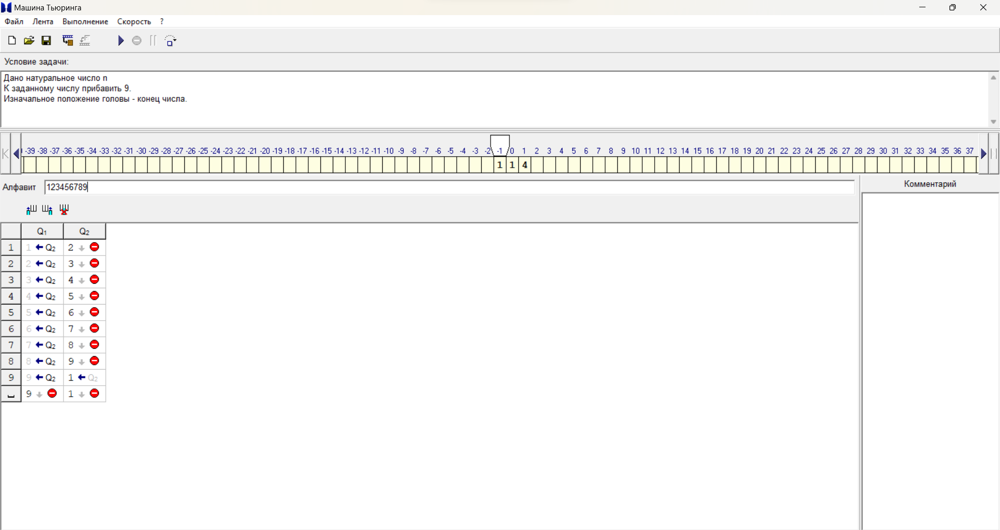 Машина Тьюринга
Файл Лента Выполнение Скорость ?
Условие задачи:
Дано натуральное число n
К заданному числу прибавить 9.
Изначальное положение головы - конец числа.
-39 -38 -37 -36 -35 -34 -33 -32 -31 -30 -29 -28 -27 -26 -25 -24 -23 -22 -21 -20 -19 -18 -17 -16 -15 -14 -13 -12 -11 -10 -9 -8 -7 -6 -5 -4 -3 -2 -1 0 1 2 3 4 5 6 7 8 9 10 11 12 13 14 15 16 17 18 19 20 21 22 23 24 25 26 27 28 29 30 31 32 33 34 35 36 37
1 1 4
Алфавит 123456789
Комментарий
Q1 Q2
1 1 ← Q2 2 ↓
2 2 ← Q2 3 ↓
3 3 ← Q2 4 ↓
4 4 ← Q2 5 ↓
5 5 ← Q2 6 ↓
6 6 ← Q2 7 ↓
7 7 ← Q2 8 ↓
8 8 ← Q2 9 ↓
9 9 ← Q2 1 ← Q2
␣ 9 ↓ 1 ↓